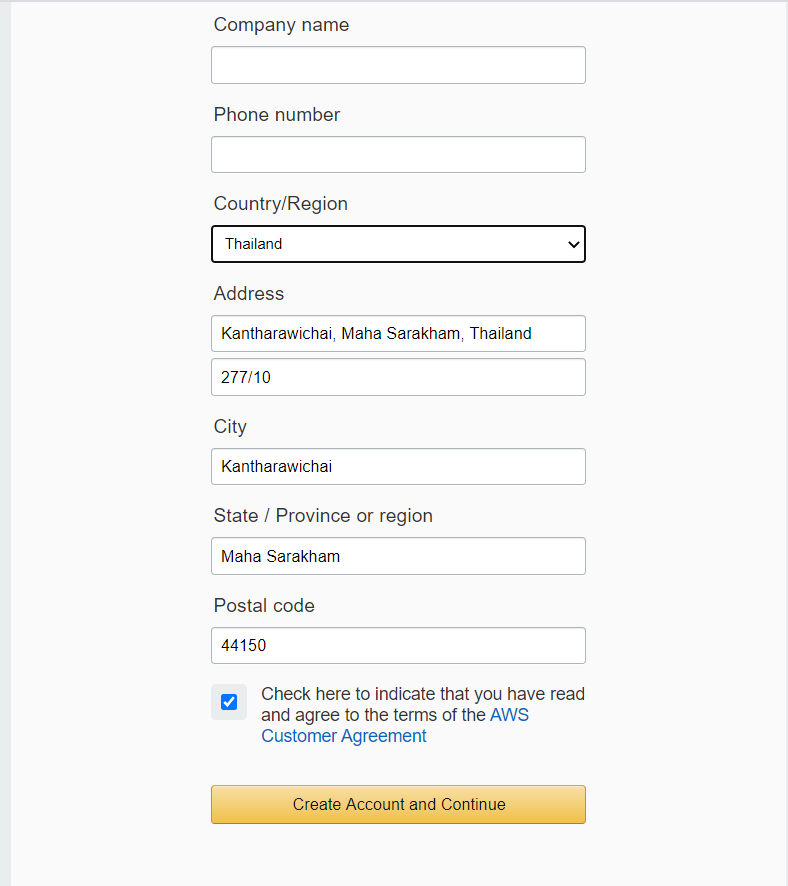 Company name
Phone number
Country/Region
Thailand
Address
Kantharawichai, Maha Sarakham, Thailand
277/10
City
Kantharawichai
State / Province or region
Maha Sarakham
Postal code
44150
Check here to indicate that you have read
and agree to the terms of the AWS
Customer Agreement
Create Account and Continue